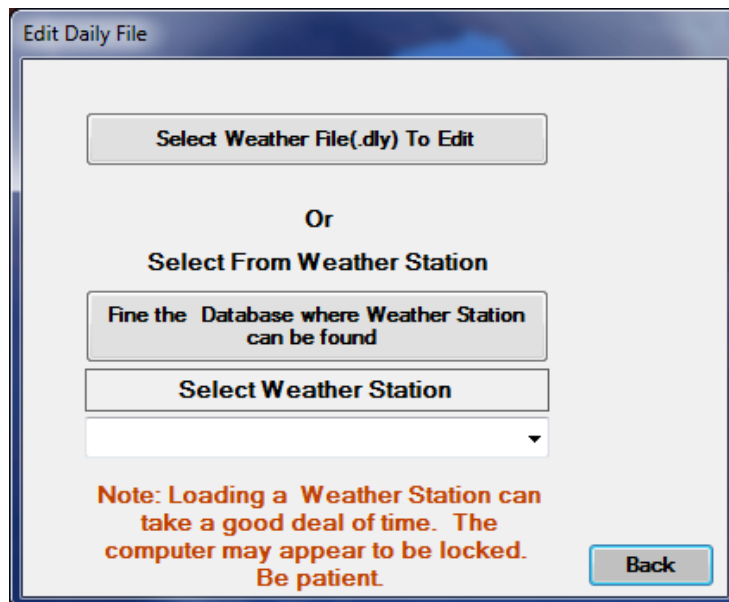 Edit Daily File
Select Weather File(.dly) To Edit
Or
Select From Weather Station
Fine the  Database where Weather Station
can be found
Select Weather Station
Note: Loading a  Weather Station can
take a good deal of time.  The
computer may appear to be locked.
Be patient.
Back